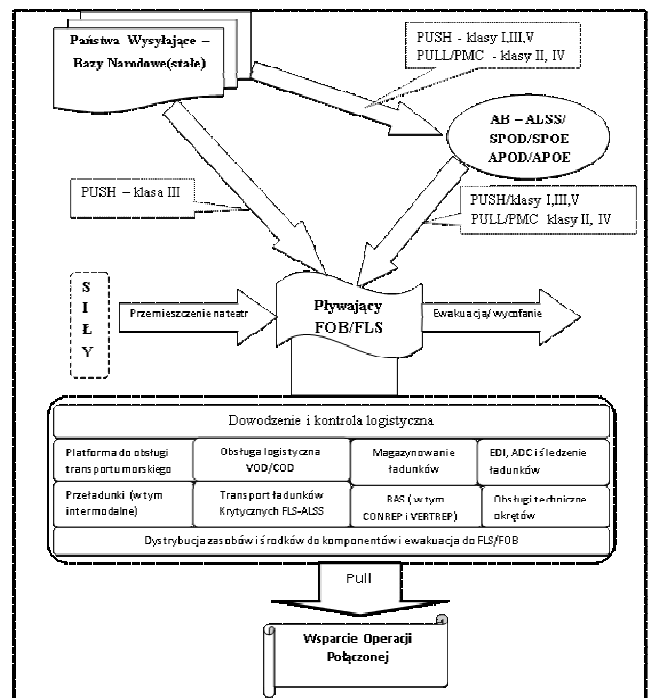 Państwa Wysyłające –
Bazy Narodowe(stałe)
PUSH - klasy I,III,V
PULL/PMC - klasy II, IV
AB – ALSS/
SPOD/SPOE
APOD/APOE
PUSH – klasa III
PUSH/klasy I,III,V
PULL/PMC klasy II, IV
S
I
Ł
Y
Przemieszczenie na teatr
Pływający
FOB/FLS
Ewakuacja/wycofanie
Dowodzenie i kontrola logistyczna
Platforma do obsługi
transportu morskiego
Obsługa logistyczna
VOD/COD
Magazynowanie
ładunków
EDI, ADC i śledzenie
ładunków
Przeładunki (w tym
intermodalne)
Transport ładunków
Krytycznych FLS-ALSS
RAS ( w tym
CONREP i VERTREP)
Obsługi techniczne
okrętów
Dystrybucja zasobów i środków do komponentów i ewakuacja do FLS/FOB
Pull
Wsparcie Operacji
Połączonej